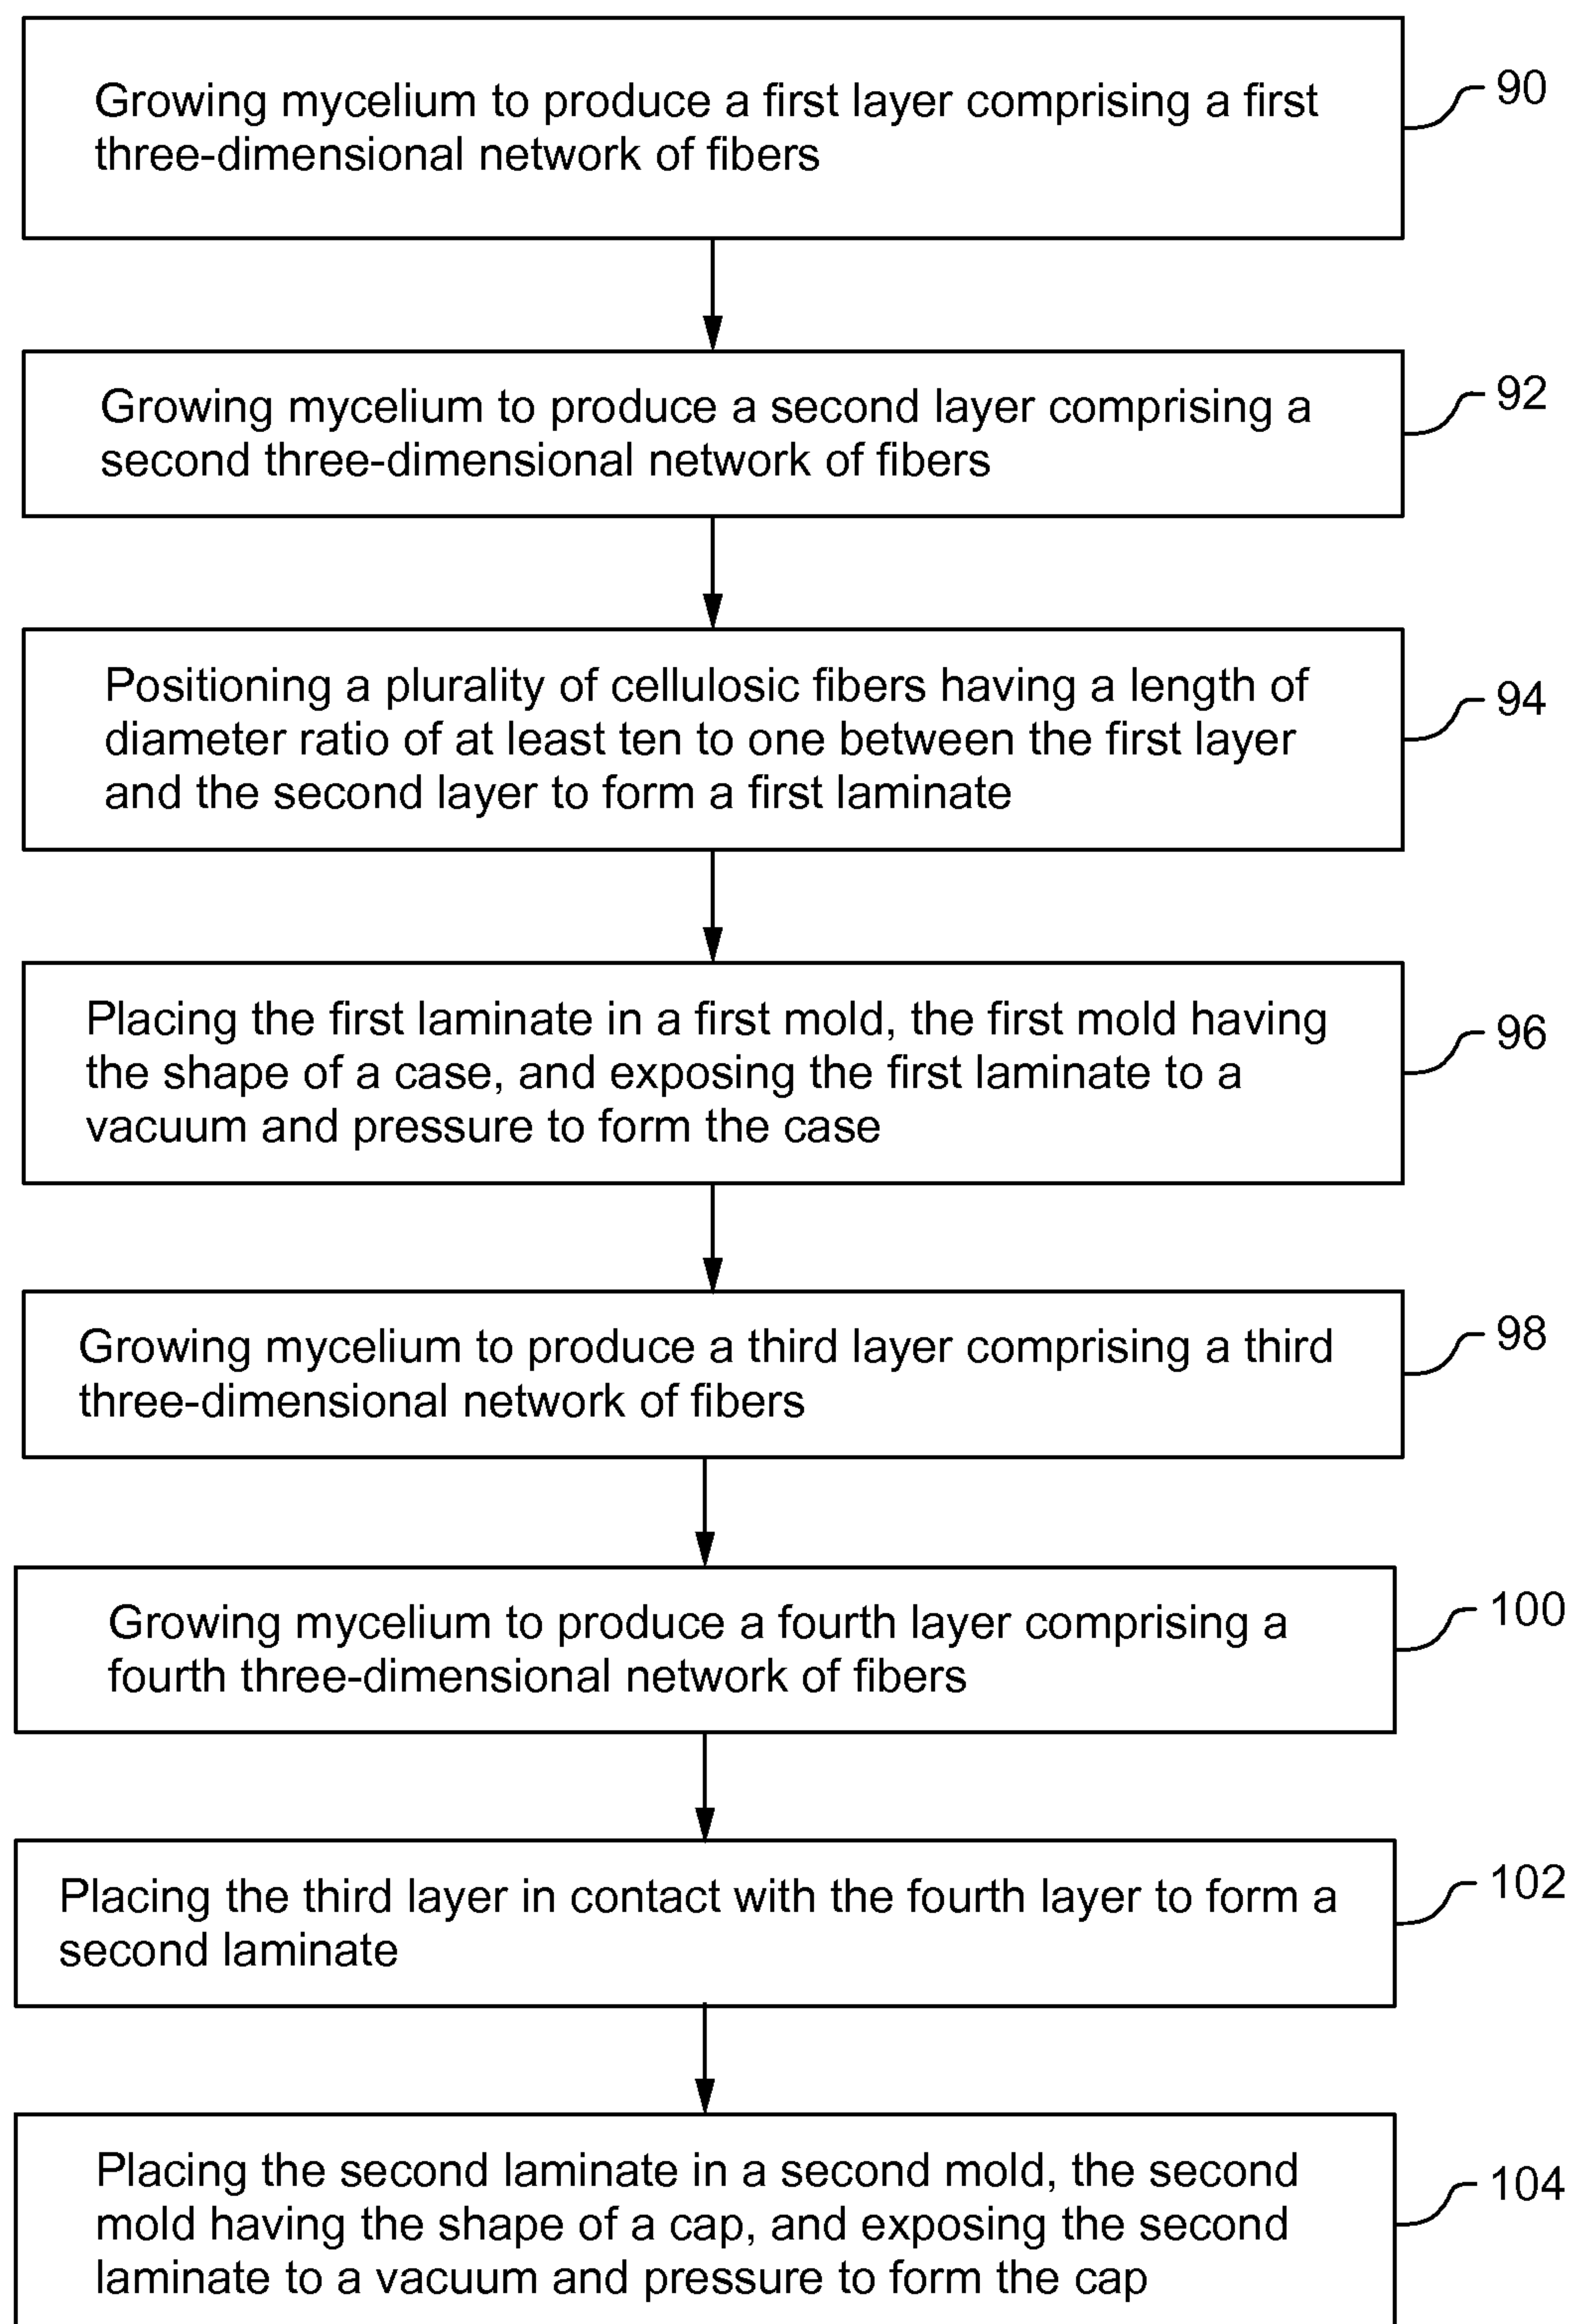 Growing mycelium to produce a first layer comprising a first
three-dimensional network of fibers
90
Growing mycelium to produce a second layer comprising a
second three-dimensional network of fibers
92
Positioning a plurality of cellulosic fibers having a length of
diameter ratio of at least ten to one between the first layer
and the second layer to form a first laminate
94
Placing the first laminate in a first mold, the first mold having
the shape of a case, and exposing the first laminate to a
vacuum and pressure to form the case
96
Growing mycelium to produce a third layer comprising a third
three-dimensional network of fibers
98
Growing mycelium to produce a fourth layer comprising a
fourth three-dimensional network of fibers
100
Placing the third layer in contact with the fourth layer to form a
second laminate
102
Placing the second laminate in a second mold, the second
mold having the shape of a cap, and exposing the second
laminate to a vacuum and pressure to form the cap
104